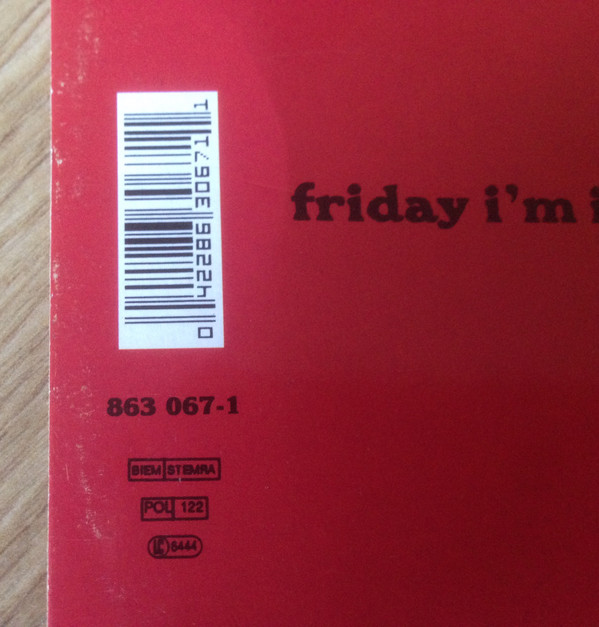 0 42286 30671 1
friday i'm i
863 067-1
BIEM STEMRA
POL 122
LC 6444